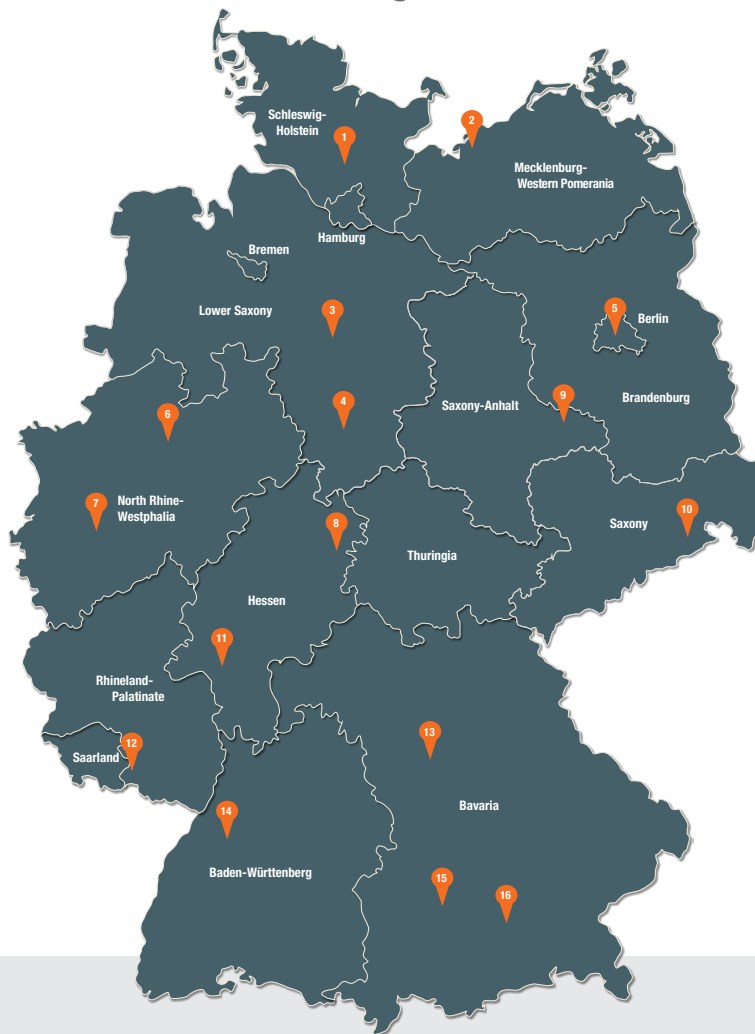 Schleswig-
Holstein
1
2
Mecklenburg-
Western Pomerania
Hamburg
Bremen
Lower Saxony
3
5
Berlin
4
Saxony-Anhalt
9
Brandenburg
6
7
North Rhine-
Westphalia
8
10
Saxony
Thuringia
Hessen
11
Rhineland-
Palatinate
12
Saarland
13
Bavaria
14
Baden-Württenberg
15
16